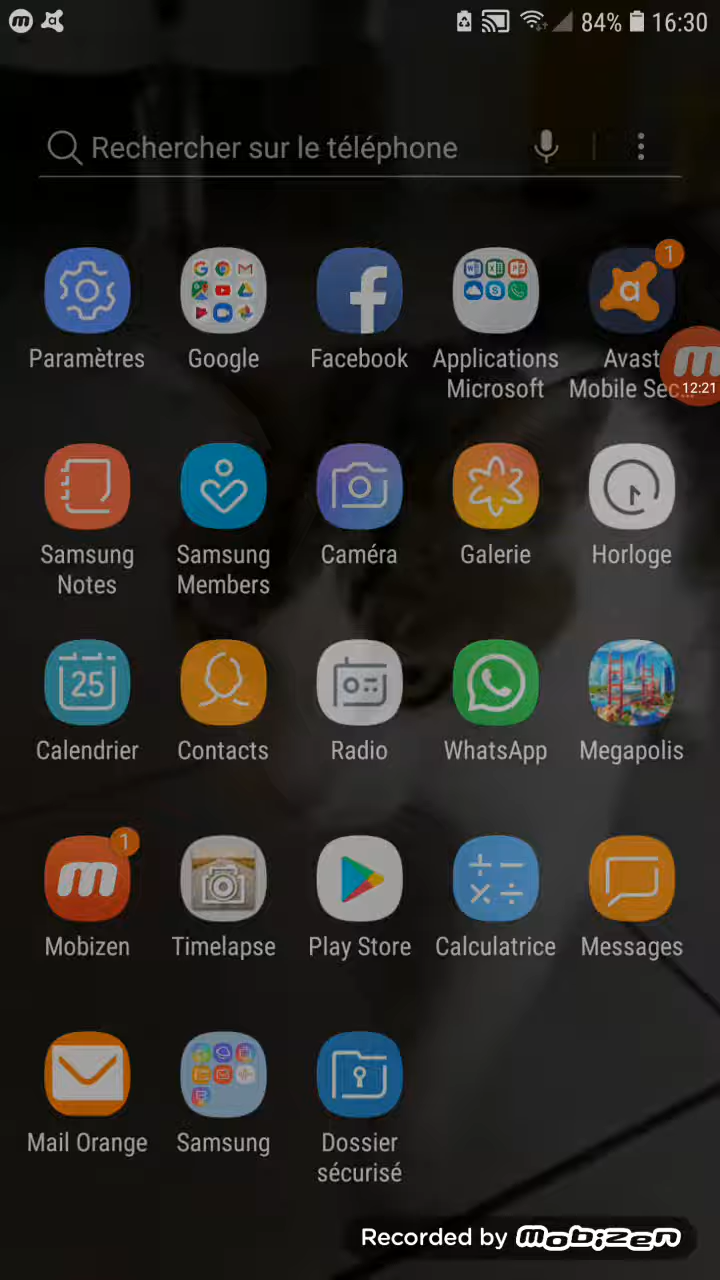 84% 16:30
Rechercher sur le téléphone
1
Paramètres Google Facebook Applications Microsoft Avast Mobile Sec...
12:21
Samsung Notes Samsung Members Caméra Galerie Horloge
25
Calendrier Contacts Radio WhatsApp Megapolis
1
Mobizen Timelapse Play Store Calculatrice Messages
Mail Orange Samsung Dossier sécurisé
Recorded by mobizen